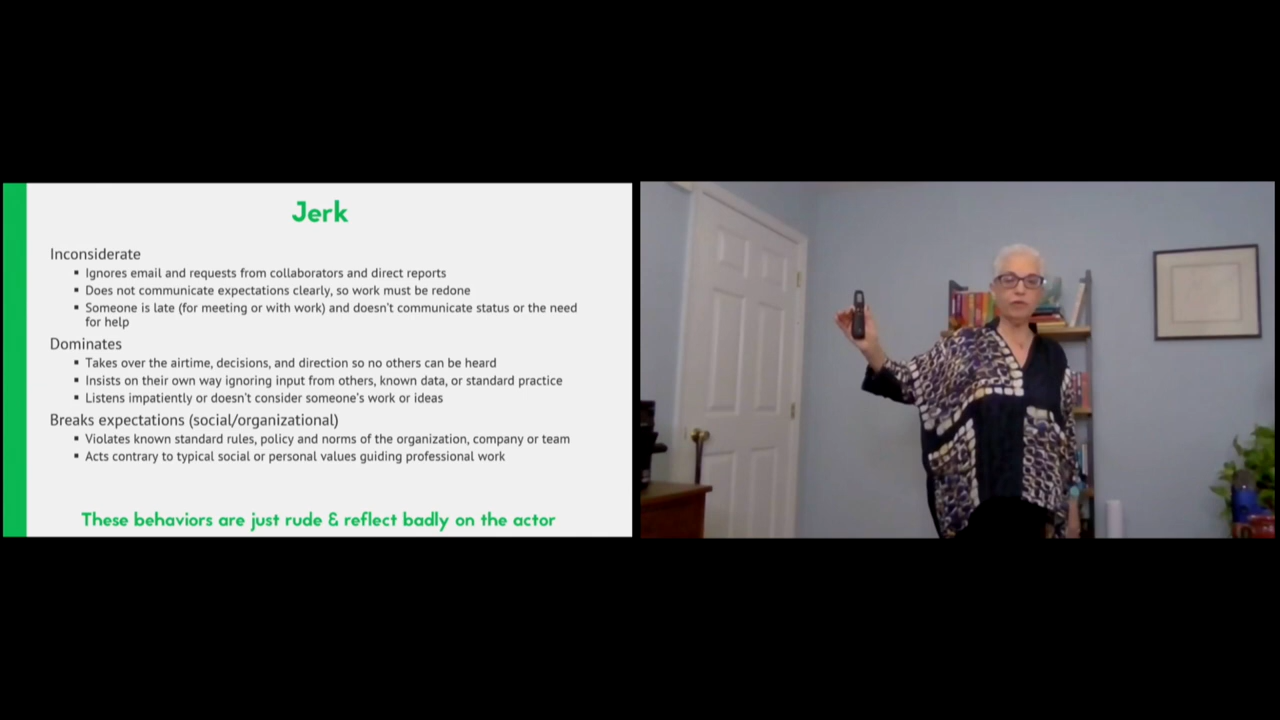 Jerk
Inconsiderate
▪ Ignores email and requests from collaborators and direct reports
▪ Does not communicate expectations clearly, so work must be redone
▪ Someone is late (for meeting or with work) and doesn't communicate status or the need
for help
Dominates
▪ Takes over the airtime, decisions, and direction so no others can be heard
▪ Insists on their own way ignoring input from others, known data, or standard practice
▪ Listens impatiently or doesn't consider someone's work or ideas
Breaks expectations (social/organizational)
▪ Violates known standard rules, policy and norms of the organization, company or team
▪ Acts contrary to typical social or personal values guiding professional work
These behaviors are just rude & reflect badly on the actor